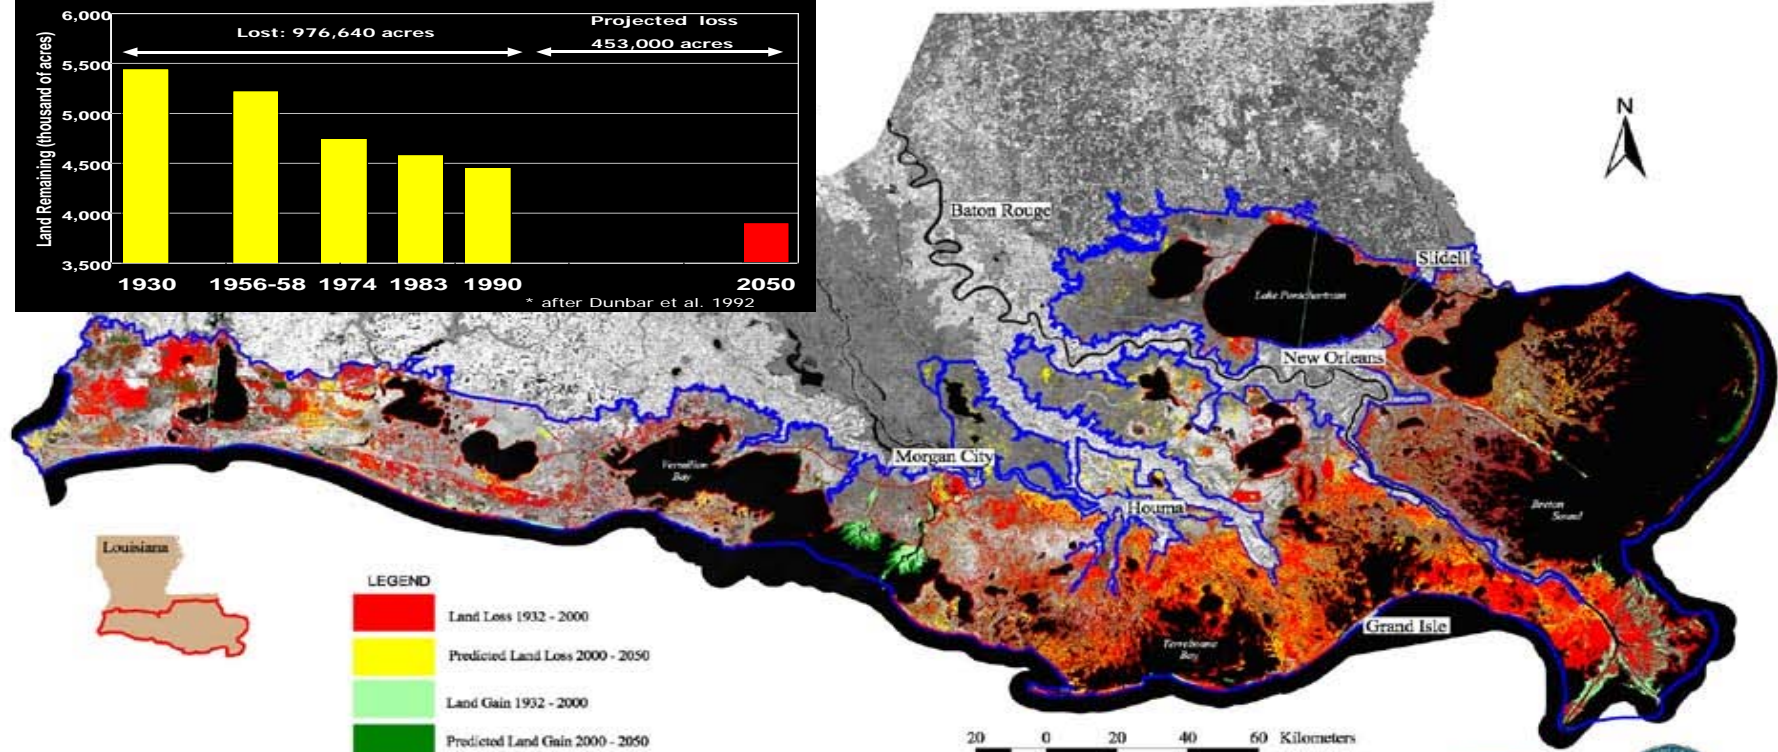 Land Remaining (thousand of acres)
6,000
5,500
5,000
4,500
4,000
3,500
Lost: 976,640 acres
Projected loss
453,000 acres
1930 1956-58 1974 1983 1990 2050
* after Dunbar et al. 1992
N
Baton Rouge
Slidell
Lake Pontchartrain
New Orleans
Morgan City
Vermilion
Bay
Houma
Breton
Sound
Grand Isle
Terrebonne
Bay
Louisiana
LEGEND
Land Loss 1932 - 2000
Predicted Land Loss 2000 - 2050
Land Gain 1932 - 2000
Predicted Land Gain 2000 - 2050
20 0 20 40 60 Kilometers